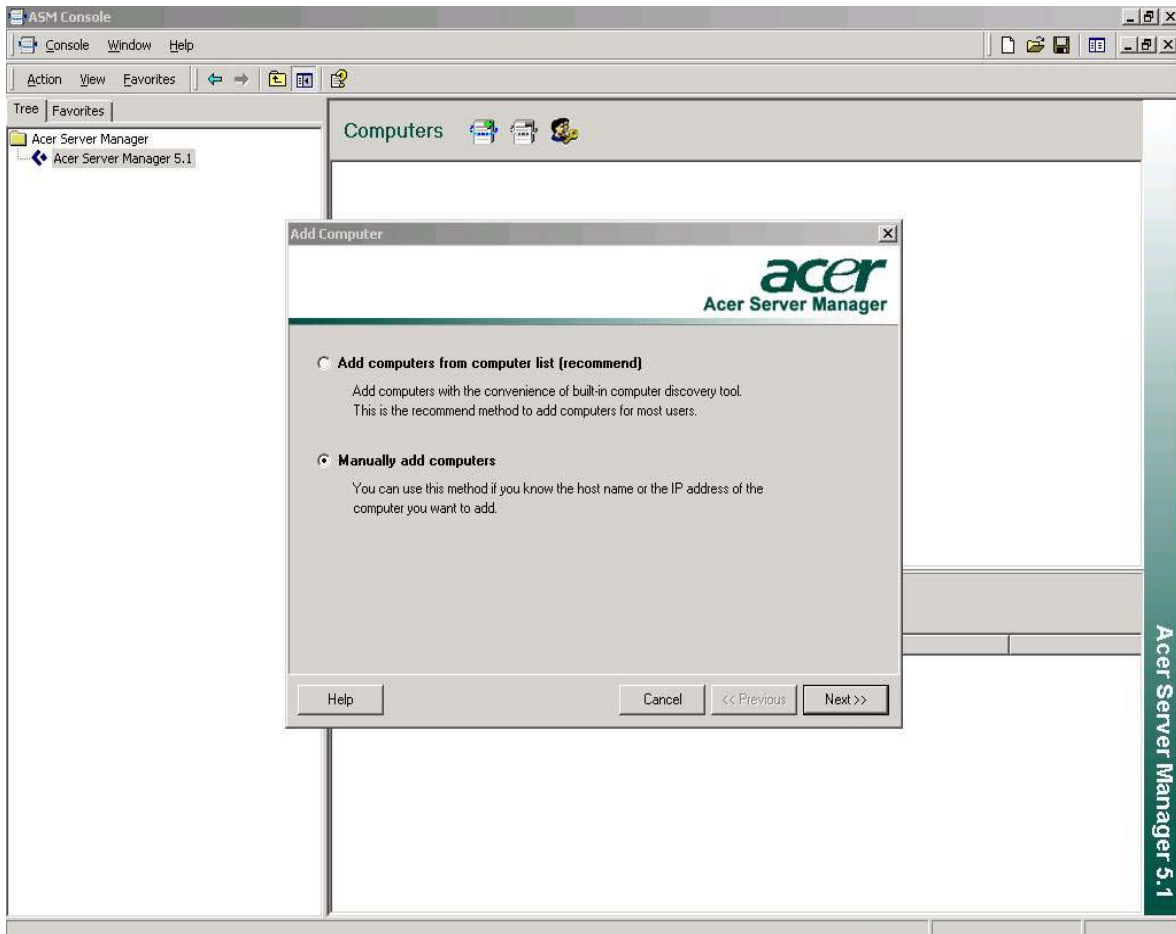 ASM Console
Console Window Help
Action View Favorites
Tree Favorites
Acer Server Manager
Acer Server Manager 5.1
Computers
Add Computer
acer
Acer Server Manager
Add computers from computer list (recommend)
Add computers with the convenience of built-in computer discovery tool.
This is the recommend method to add computers for most users.
Manually add computers
You can use this method if you know the host name or the IP address of the
computer you want to add.
Help Cancel << Previous Next >>
Acer Server Manager 5.1